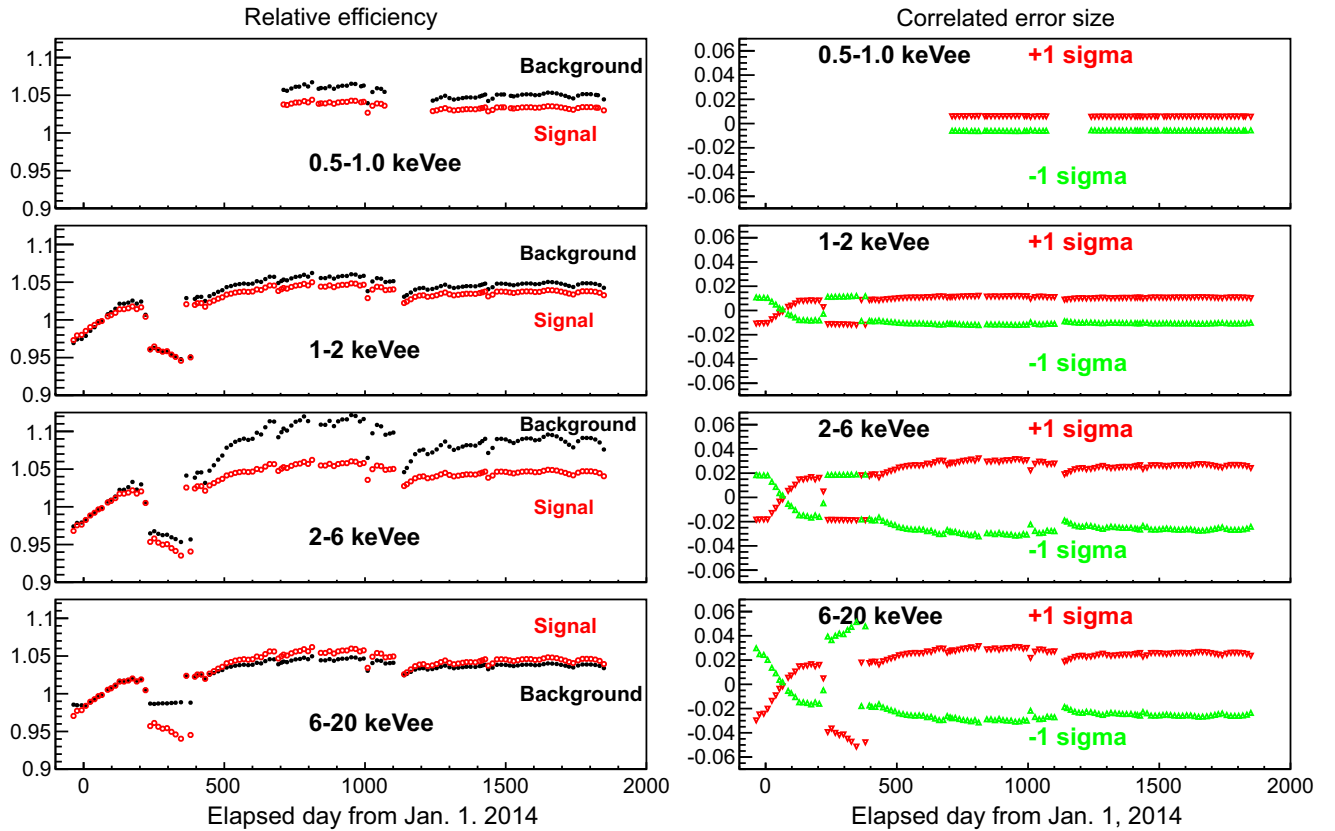 Relative efficiency
1.1
1.05
1
0.95
0.9
Background
Signal
0.5-1.0 keVee
1.1
1.05
1
0.95
0.9
Background
Signal
1-2 keVee
1.1
1.05
1
0.95
0.9
Background
Signal
2-6 keVee
1.1
1.05
1
0.95
0.9
Signal
Background
6-20 keVee
0 500 1000 1500 2000
Elapsed day from Jan. 1. 2014
Correlated error size
0.06
0.04
0.02
0
-0.02
-0.04
-0.06
0.5-1.0 keVee +1 sigma
-1 sigma
0.06
0.04
0.02
0
-0.02
-0.04
-0.06
1-2 keVee +1 sigma
-1 sigma
0.06
0.04
0.02
0
-0.02
-0.04
-0.06
2-6 keVee +1 sigma
-1 sigma
0.06
0.04
0.02
0
-0.02
-0.04
-0.06
6-20 keVee +1 sigma
-1 sigma
0 500 1000 1500 2000
Elapsed day from Jan. 1, 2014